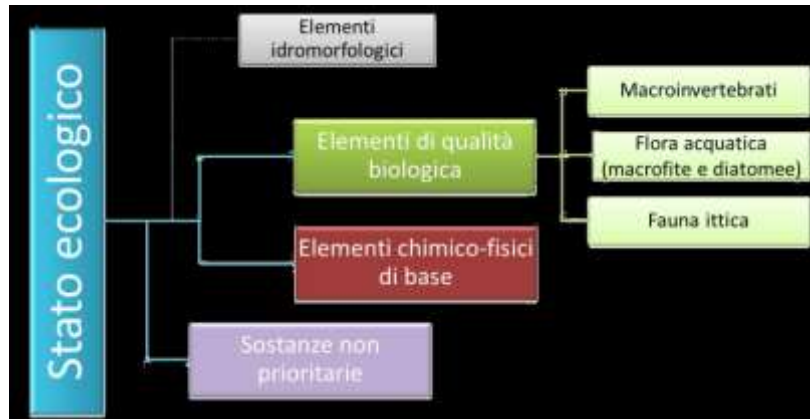 Stato ecologico
Elementi
idromorfologici
Elementi di qualità
biologica
Macroinvertebrati
Flora acquatica
(macrofite e diatomee)
Fauna ittica
Elementi chimico-fisici
di base
Sostanze non
prioritarie